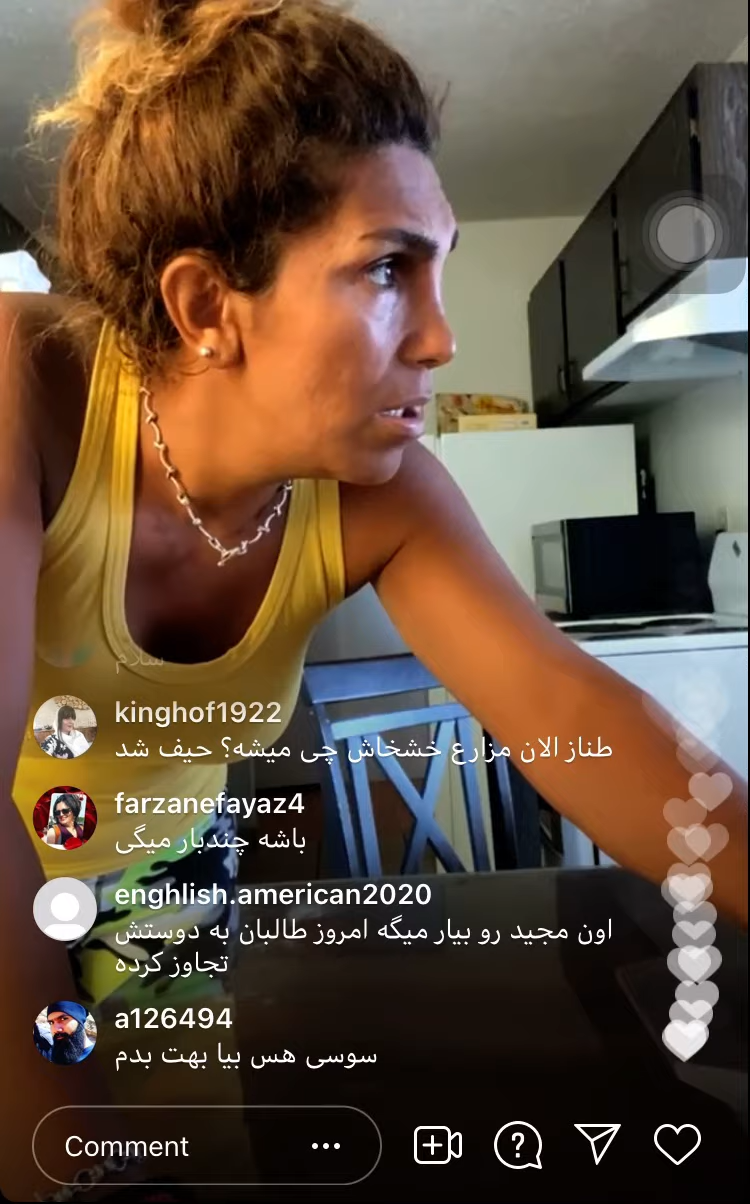 سلام
kinghof1922
طناز الان مزارع خشخاش چی میشه؟ حیف شد
farzanefayaz4
باشه چندبار میگی
enghlish.american2020
اون مجید رو بیار میگه امروز طالبان به دوستش
تجاوز کرده
a126494
سوسی هس بیا بهت بدم
Comment